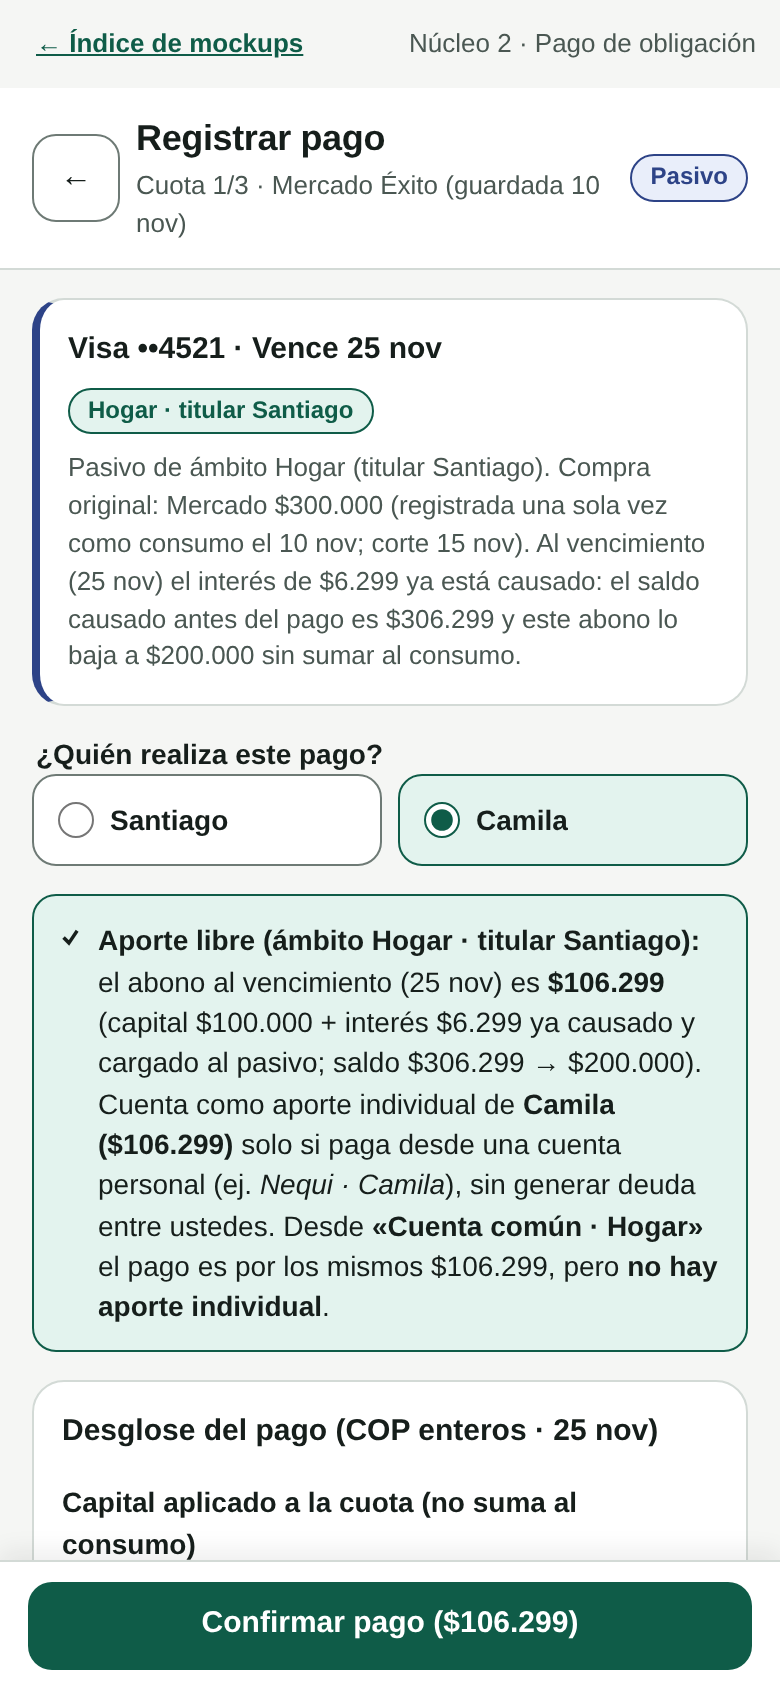 ← Índice de mockups
Núcleo 2 · Pago de obligación
←
Registrar pago
Cuota 1/3 · Mercado Éxito (guardada 10
nov)
Pasivo
Visa ••4521 · Vence 25 nov
Hogar · titular Santiago
Pasivo de ámbito Hogar (titular Santiago). Compra
original: Mercado $300.000 (registrada una sola vez
como consumo el 10 nov; corte 15 nov). Al vencimiento
(25 nov) el interés de $6.299 ya está causado: el saldo
causado antes del pago es $306.299 y este abono lo
baja a $200.000 sin sumar al consumo.
¿Quién realiza este pago?
Santiago
Camila
✓ Aporte libre (ámbito Hogar · titular Santiago):
el abono al vencimiento (25 nov) es $106.299
(capital $100.000 + interés $6.299 ya causado y
cargado al pasivo; saldo $306.299 → $200.000).
Cuenta como aporte individual de Camila
($106.299) solo si paga desde una cuenta
personal (ej. Nequi · Camila), sin generar deuda
entre ustedes. Desde «Cuenta común · Hogar»
el pago es por los mismos $106.299, pero no hay
aporte individual.
Desglose del pago (COP enteros · 25 nov)
Capital aplicado a la cuota (no suma al
consumo)
Confirmar pago ($106.299)